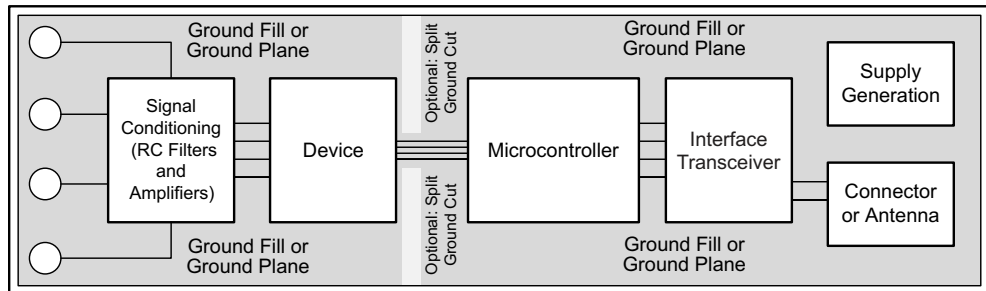 Ground Fill or
Ground Plane
Optional: Split
Ground Cut
Ground Fill or
Ground Plane
Signal
Conditioning
(RC Filters
and
Amplifiers)
Device
Microcontroller
Interface
Transceiver
Supply
Generation
Connector
or Antenna
Ground Fill or
Ground Plane
Optional: Split
Ground Cut
Ground Fill or
Ground Plane